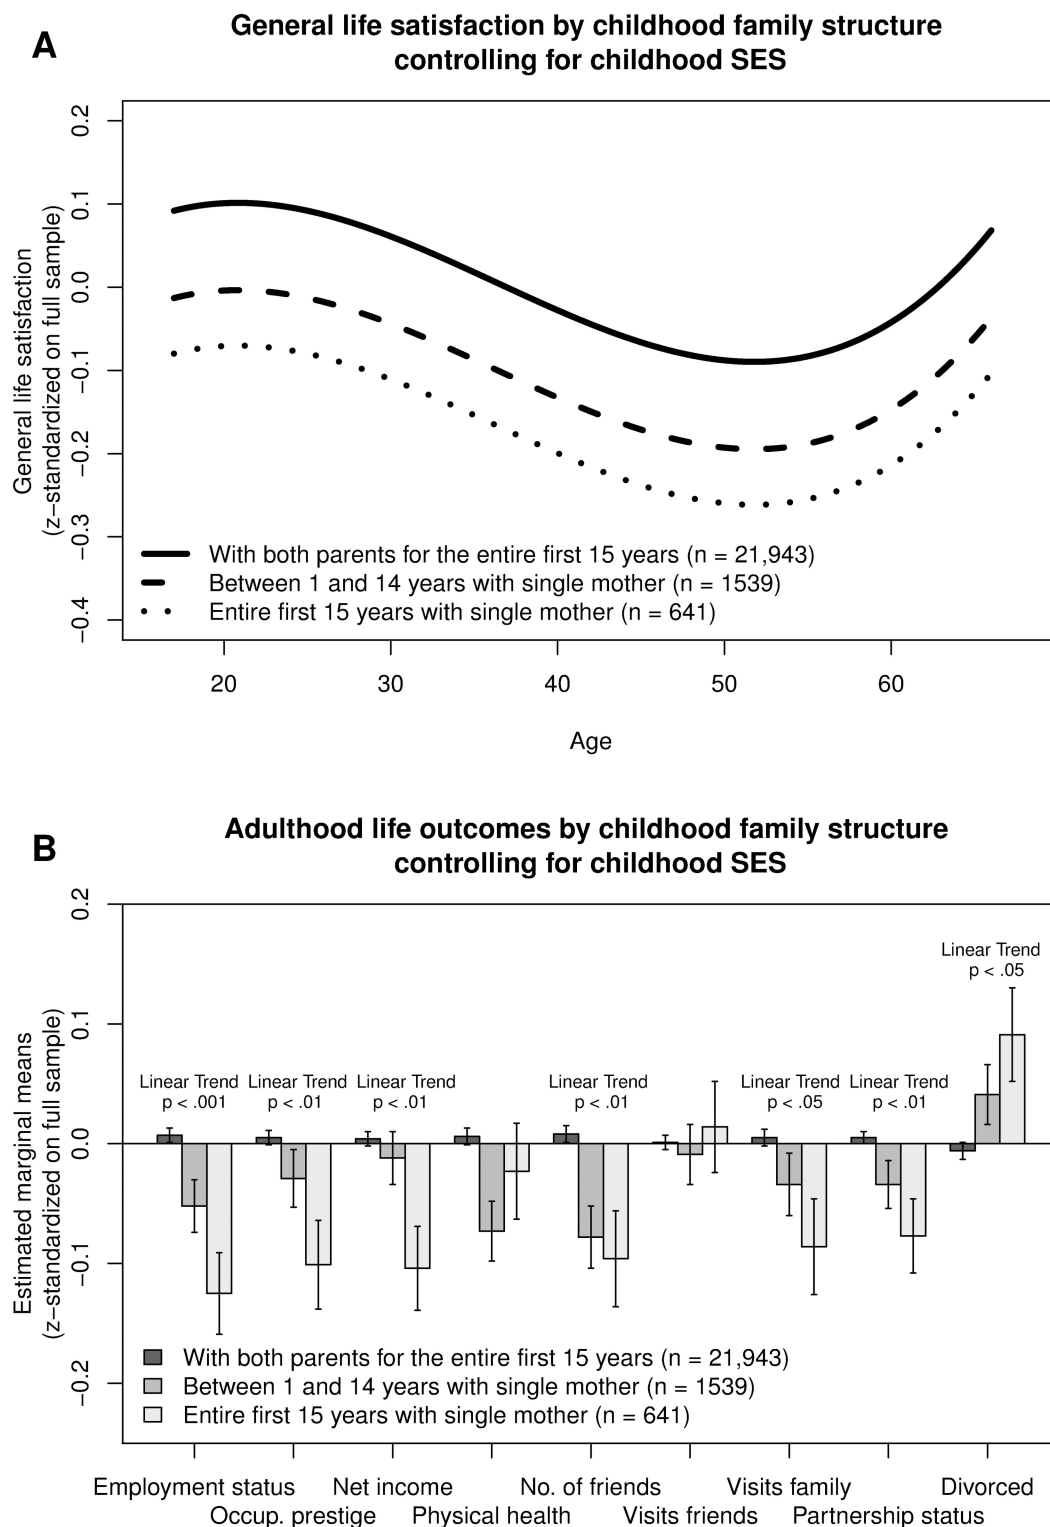 A
General life satisfaction by childhood family structure
controlling for childhood SES
General life satisfaction
(z−standardized on full sample)
0.2
0.1
0.0
−0.1
−0.2
−0.3
−0.4
With both parents for the entire first 15 years (n = 21,943)
Between 1 and 14 years with single mother (n = 1539)
Entire first 15 years with single mother (n = 641)
20 30 40 50 60
Age
B
Adulthood life outcomes by childhood family structure
controlling for childhood SES
Estimated marginal means
(z−standardized on full sample)
0.2
0.1
0.0
−0.1
−0.2
Linear Trend
p < .05
Linear Trend Linear Trend Linear Trend Linear Trend Linear Trend Linear Trend
p < .001 p < .01 p < .01 p < .01 p < .05 p < .01
With both parents for the entire first 15 years (n = 21,943)
Between 1 and 14 years with single mother (n = 1539)
Entire first 15 years with single mother (n = 641)
Employment status Net income No. of friends Visits family Divorced
Occup. prestige Physical health Visits friends Partnership status